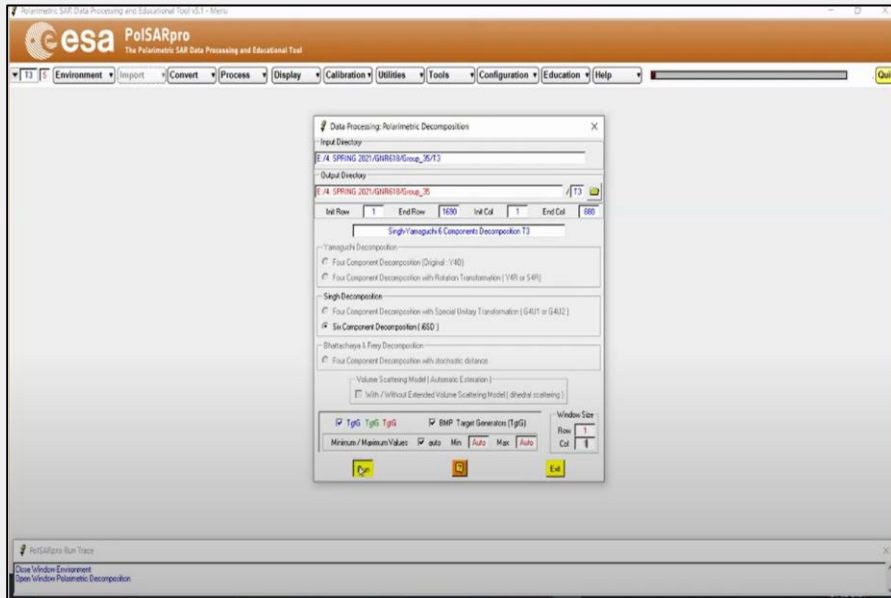 Polarimetric SAR Data Processing and Educational Tool v5.1 - Menu
esa PolSARpro
The Polarimetric SAR Data Processing and Educational Tool
T3 S Environment Import Convert Process Display Calibration Utilities Tools Configuration Education Help Quit
Data Processing: Polarimetric Decomposition
Input Directory
E:/4. SPRING 2021/GNR618/Group_35/T3
Output Directory
E:/4. SPRING 2021/GNR618/Group_35 / T3
Init Row 1 End Row 1690 Init Col 1 End Col 680
Singh-Yamaguchi 6 Components Decomposition T3
Yamaguchi Decomposition
Four Component Decomposition (Original : Y4O)
Four Component Decomposition with Rotation Transformation ( Y4R or S4R)
Singh Decomposition
Four Component Decomposition with Special Unitary Transformation ( G4U1 or G4U2 )
Six Component Decomposition ( i6SD )
Bhattacharya & Frery Decomposition
Four Component Decomposition with stochastic distance
Volume Scattering Model ( Automatic Estimation )
With / Without Extended Volume Scattering Model ( dihedral scattering )
TgtG TgtG TgtG BMP Target Generators (TgtG)
Window Size
Row 1
Minimum / Maximum Values auto Min Auto Max Auto Col
Run ? Exit
PolSARpro Run Trace
Close Window Environment
Open Window Polarimetric Decomposition